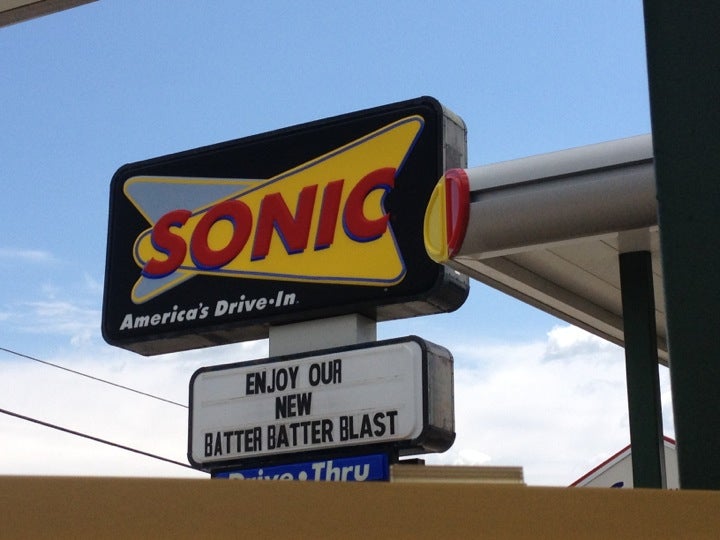 SONIC
America's Drive-In
ENJOY OUR
NEW
BATTER BATTER BLAST
Drive•Thru